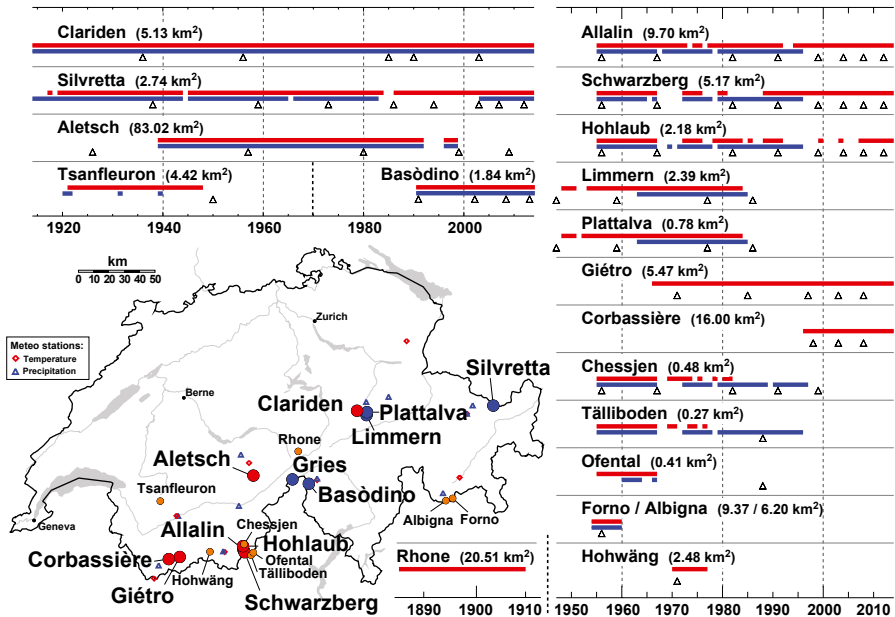 Clariden (5.13 km²)
Silvretta (2.74 km²)
Aletsch (83.02 km²)
Tsanfleuron (4.42 km²)
Basòdino (1.84 km²)
1920 1940 1960 1980 2000
km
0 10 20 30 40 50
Meteo stations:
Temperature
Precipitation
Zurich
Berne
Geneva
Silvretta
Clariden
Plattalva
Limmern
Rhone
Aletsch
Gries
Basòdino
Tsanfleuron
Albigna
Forno
Allalin
Chessjen
Hohlaub
Corbassière
Ofental
Tälliboden
Hohwäng
Giétro
Schwarzberg
Rhone (20.51 km²)
1890 1900 1910
Allalin (9.70 km²)
Schwarzberg (5.17 km²)
Hohlaub (2.18 km²)
Limmern (2.39 km²)
Plattalva (0.78 km²)
Giétro (5.47 km²)
Corbassière (16.00 km²)
Chessjen (0.48 km²)
Tälliboden (0.27 km²)
Ofental (0.41 km²)
Forno / Albigna (9.37 / 6.20 km²)
Hohwäng (2.48 km²)
1950 1960 1970 1980 1990 2000 2010